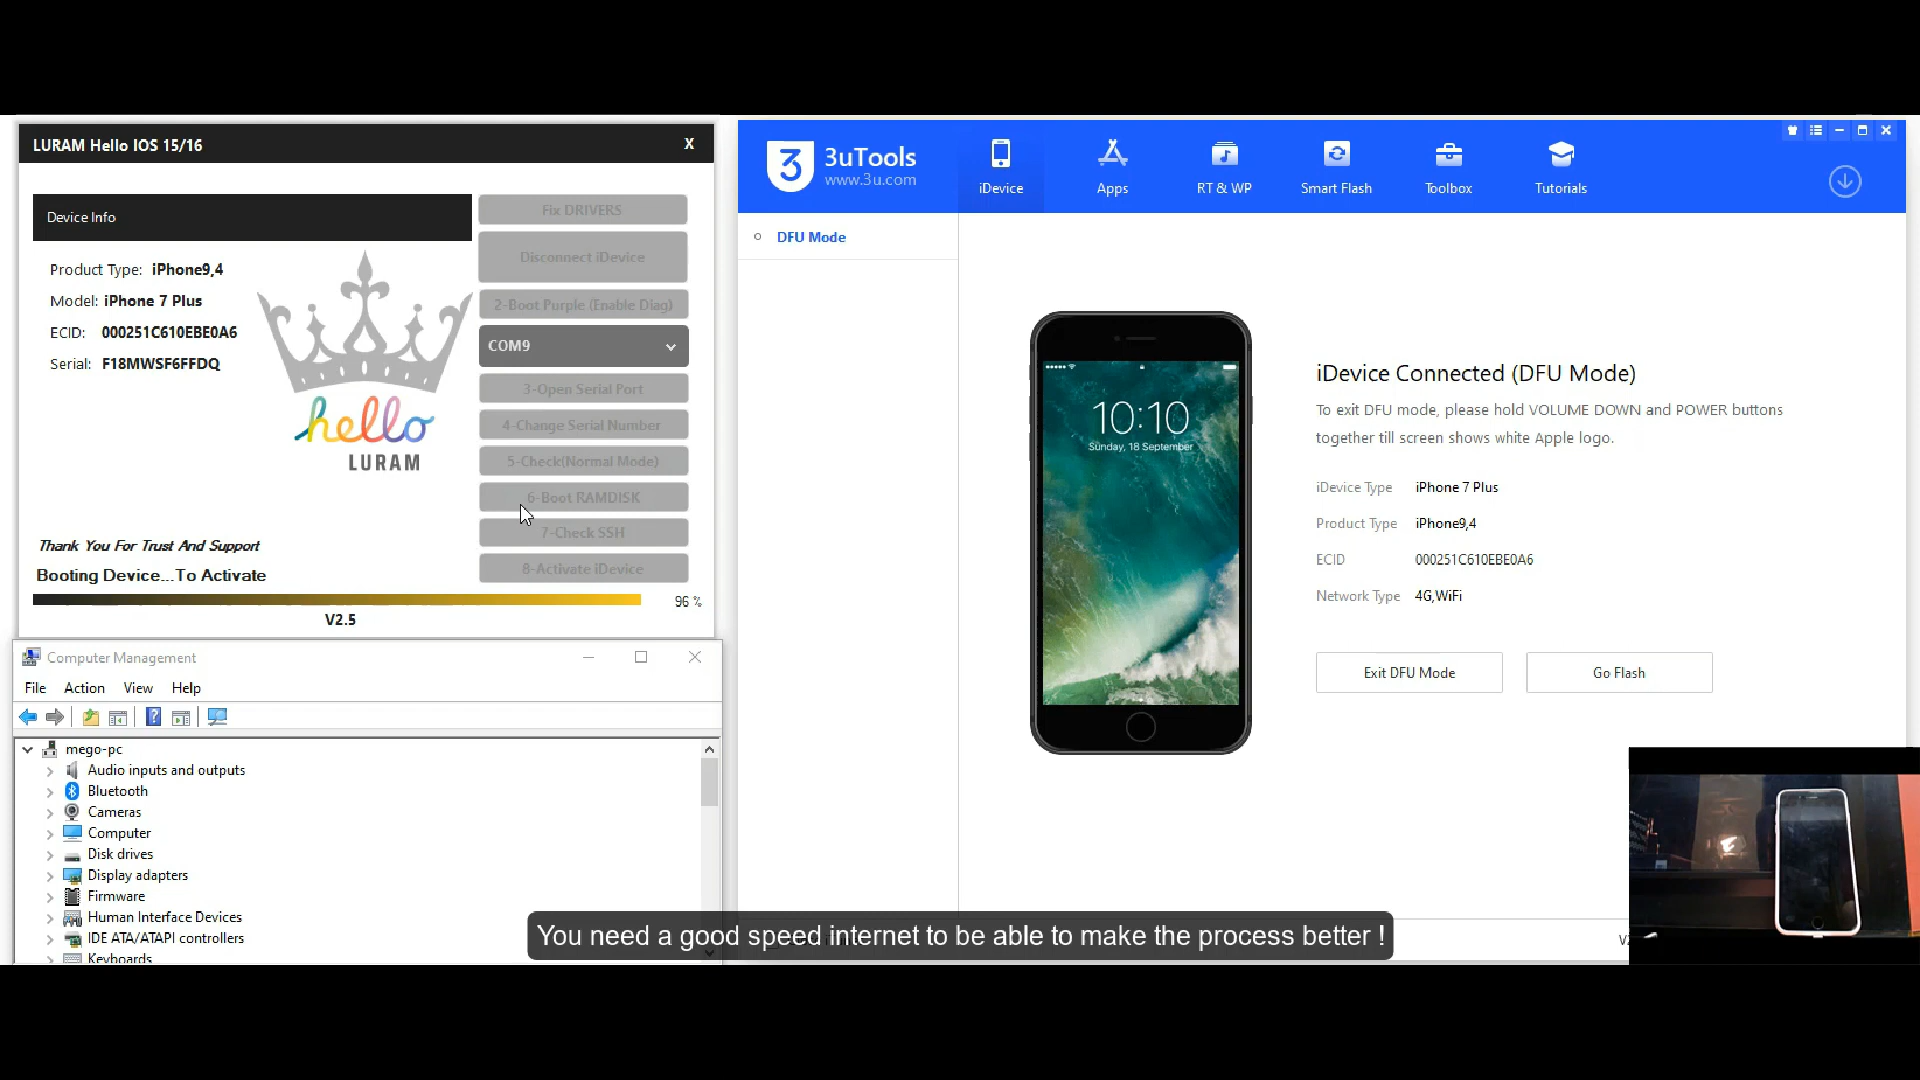 LURAM Hello IOS 15/16
X
Device Info
Product Type: iPhone9,4
Model: iPhone 7 Plus
ECID: 000251C610EBE0A6
Serial: F18MWSF6FFDQ
hello
LURAM
Fix DRIVERS
Disconnect iDevice
2-Boot Purple (Enable Diag)
COM9
3-Open Serial Port
4-Change Serial Number
5-Check(Normal Mode)
6-Boot RAMDISK
7-Check SSH
8-Activate iDevice
Thank You For Trust And Support
Booting Device...To Activate
96 %
V2.5
Computer Management
File Action View Help
mego-pc
Audio inputs and outputs
Bluetooth
Cameras
Computer
Disk drives
Display adapters
Firmware
Human Interface Devices
IDE ATA/ATAPI controllers
Keyboards
3 3uTools
www.3u.com
iDevice
Apps
RT & WP
Smart Flash
Toolbox
Tutorials
DFU Mode
10:10
Sunday, 18 September
iDevice Connected (DFU Mode)
To exit DFU mode, please hold VOLUME DOWN and POWER buttons
together till screen shows white Apple logo.
iDevice Type iPhone 7 Plus
Product Type iPhone9,4
ECID 000251C610EBE0A6
Network Type 4G,WiFi
Exit DFU Mode
Go Flash
You need a good speed internet to be able to make the process better !